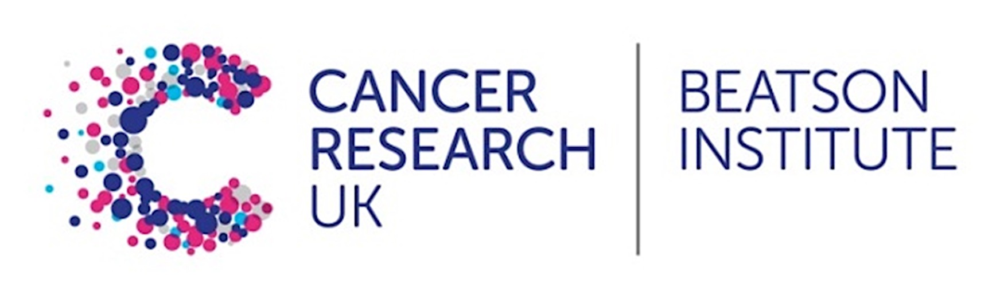 CANCER
RESEARCH
UK
BEATSON
INSTITUTE